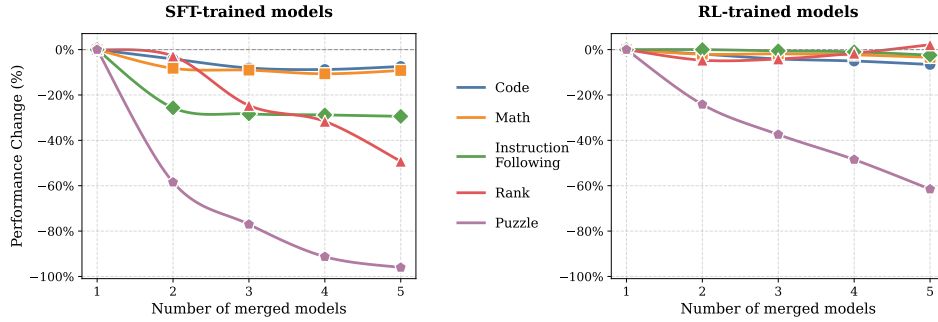 SFT-trained models
0%
−20%
−40%
−60%
−80%
−100%
Performance Change (%)
1 2 3 4 5
Number of merged models
Code
Math
Instruction
Following
Rank
Puzzle
RL-trained models
0%
−20%
−40%
−60%
−80%
−100%
1 2 3 4 5
Number of merged models